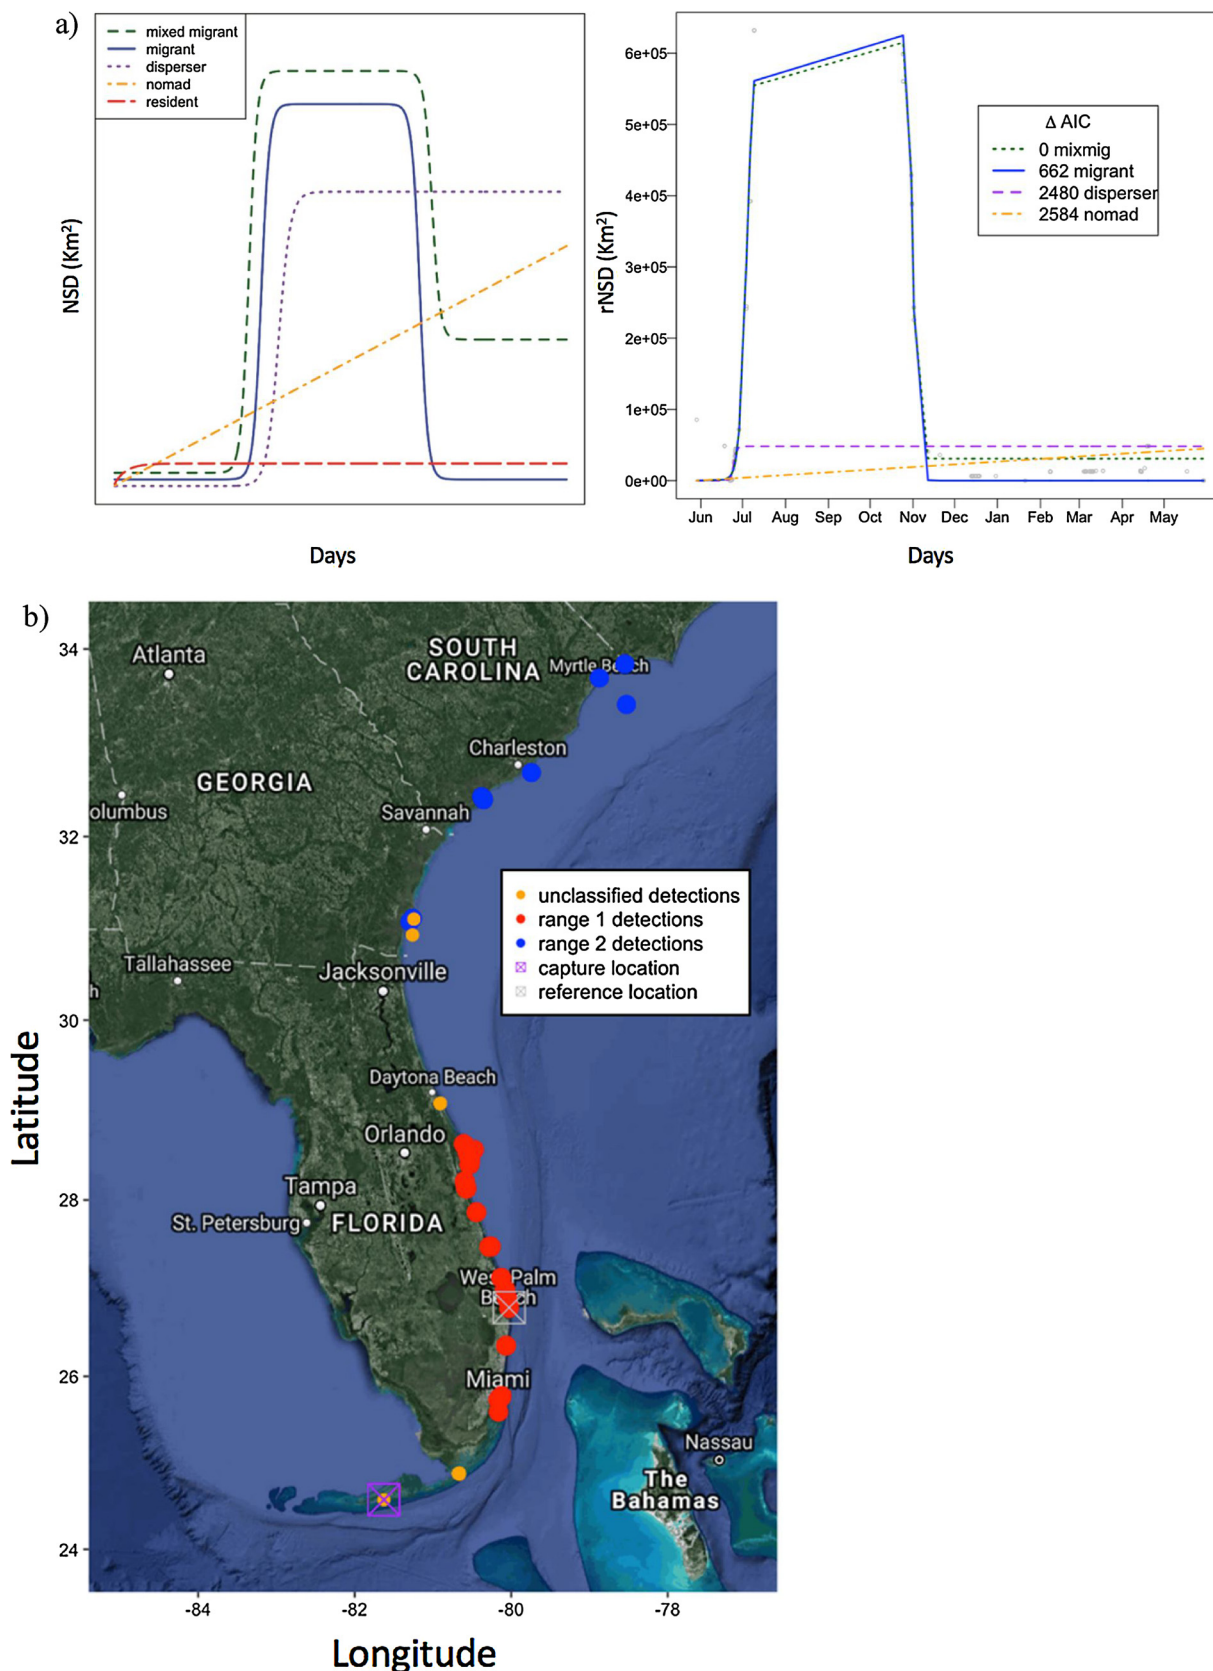 a)
mixed migrant
migrant
disperser
nomad
resident
NSD (Km²)
Days
6e+05
5e+05
4e+05
3e+05
2e+05
1e+05
0e+00
rNSD (Km²)
Δ AIC
0 mixmig
662 migrant
2480 disperser
2584 nomad
Jun Jul Aug Sep Oct Nov Dec Jan Feb Mar Apr May
Days
b)
34
32
30
28
26
24
Latitude
Atlanta
SOUTH
CAROLINA
Myrtle Beach
Charleston
GEORGIA
olumbus
Savannah
unclassified detections
range 1 detections
range 2 detections
capture location
reference location
Tallahassee
Jacksonville
h
Daytona Beach
Orlando
Tampa
St. Petersburg
FLORIDA
West Palm
Beach
Miami
Nassau
The
Bahamas
-84 -82 -80 -78
Longitude